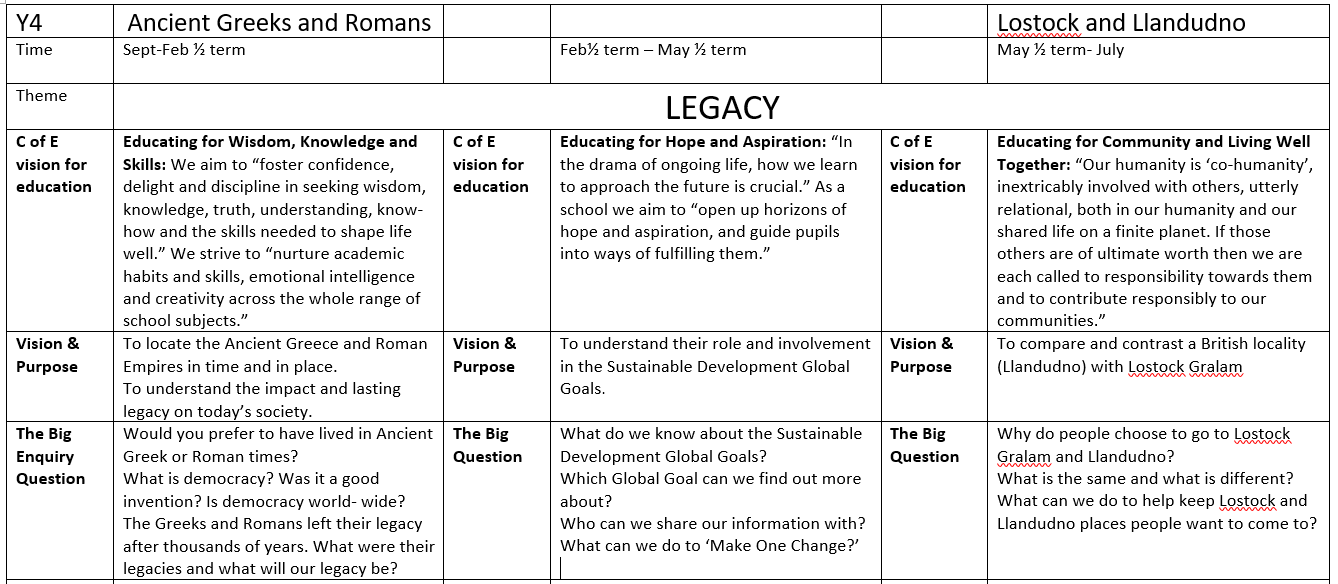 Y4
Ancient Greeks and Romans
Lostock and Llandudno
Time
Sept-Feb ½ term
Feb½ term – May ½ term
May ½ term- July
Theme
LEGACY
C of E
vision for
education
Educating for Wisdom, Knowledge and
Skills: We aim to “foster confidence,
delight and discipline in seeking wisdom,
knowledge, truth, understanding, know-
how and the skills needed to shape life
well.” We strive to “nurture academic
habits and skills, emotional intelligence
and creativity across the whole range of
school subjects.”
C of E
vision for
education
Educating for Hope and Aspiration: “In
the drama of ongoing life, how we learn
to approach the future is crucial.” As a
school we aim to “open up horizons of
hope and aspiration, and guide pupils
into ways of fulfilling them.”
C of E
vision for
education
Educating for Community and Living Well
Together: “Our humanity is ‘co-humanity’,
inextricably involved with others, utterly
relational, both in our humanity and our
shared life on a finite planet. If those
others are of ultimate worth then we are
each called to responsibility towards them
and to contribute responsibly to our
communities.”
Vision &
Purpose
To locate the Ancient Greece and Roman
Empires in time and in place.
To understand the impact and lasting
legacy on today’s society.
Vision &
Purpose
To understand their role and involvement
in the Sustainable Development Global
Goals.
Vision &
Purpose
To compare and contrast a British locality
(Llandudno) with Lostock Gralam
The Big
Enquiry
Question
Would you prefer to have lived in Ancient
Greek or Roman times?
What is democracy? Was it a good
invention? Is democracy world- wide?
The Greeks and Romans left their legacy
after thousands of years. What were their
legacies and what will our legacy be?
The Big
Question
What do we know about the Sustainable
Development Global Goals?
Which Global Goal can we find out more
about?
Who can we share our information with?
What can we do to ‘Make One Change?’
The Big
Question
Why do people choose to go to Lostock
Gralam and Llandudno?
What is the same and what is different?
What can we do to help keep Lostock and
Llandudno places people want to come to?